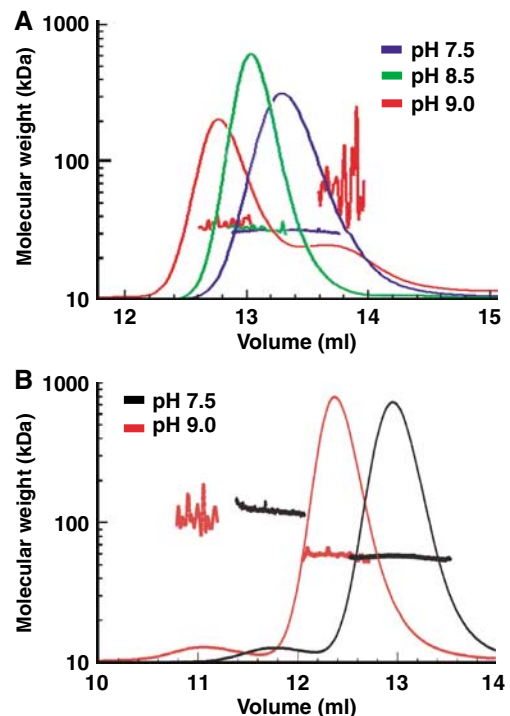 A
Molecular weight (kDa)
1000
100
10
pH 7.5
pH 8.5
pH 9.0
12 13 14 15
Volume (ml)
B
Molecular weight (kDa)
1000
100
10
pH 7.5
pH 9.0
10 11 12 13 14
Volume (ml)